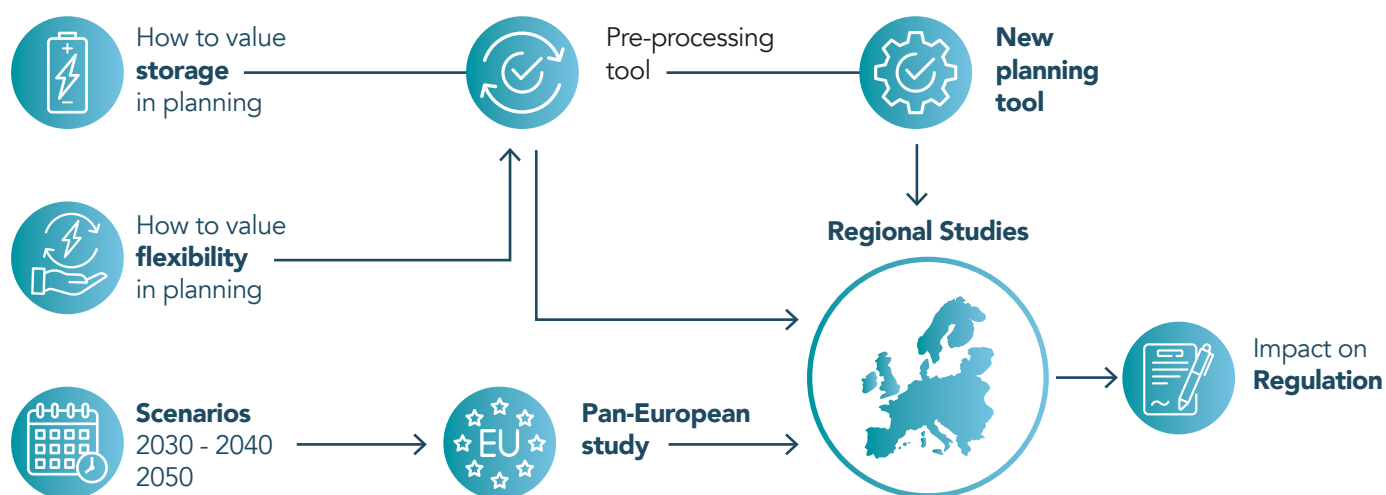 How to value
storage
in planning
Pre-processing
tool
New
planning
tool
How to value
flexibility
in planning
Regional Studies
Impact on
Regulation
Scenarios
2030 - 2040
2050
EU
Pan-European
study